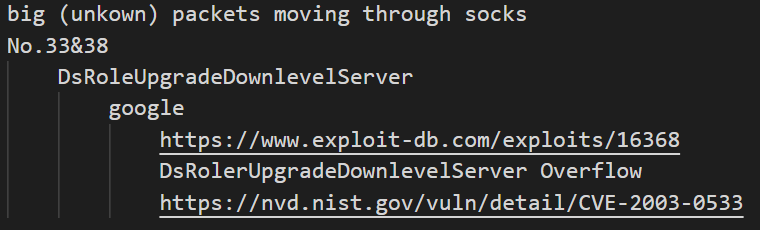 big (unkown) packets moving through socks
No.33&38
DsRoleUpgradeDownlevelServer
google
https://www.exploit-db.com/exploits/16368
DsRolerUpgradeDownlevelServer Overflow
https://nvd.nist.gov/vuln/detail/CVE-2003-0533